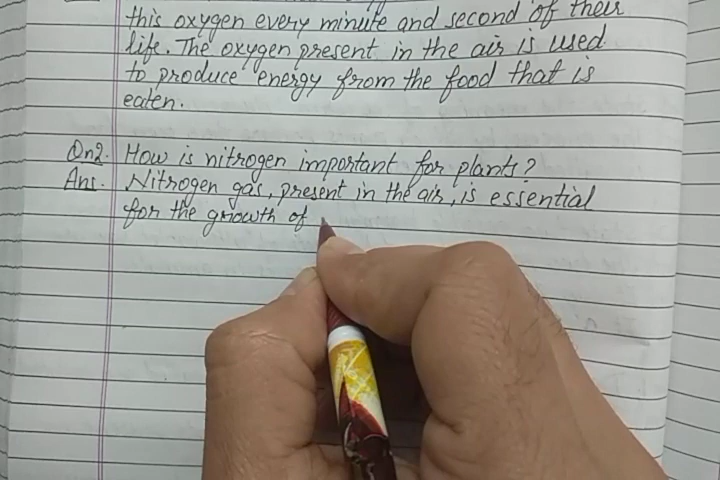 this oxygen every minute and second of their
life. The oxygen present in the air is used
to produce energy from the food that is
eaten.
Qn2. How is nitrogen important for plants?
Ans. Nitrogen gas, present in the air, is essential
for the growth of